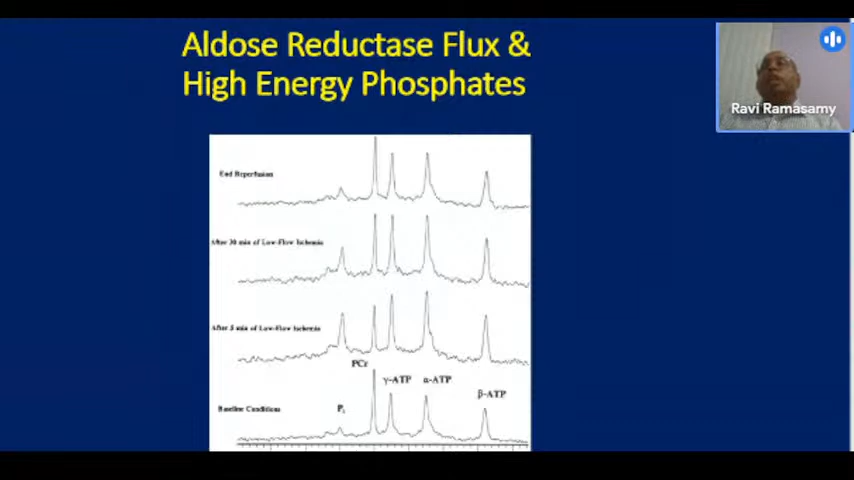 Aldose Reductase Flux &
High Energy Phosphates
Ravi Ramasamy
End Reperfusion
After 30 min of Low-Flow Ischemia
After 5 min of Low-Flow Ischemia
PCr
γ-ATP α-ATP
β-ATP
Baseline Conditions
Pi